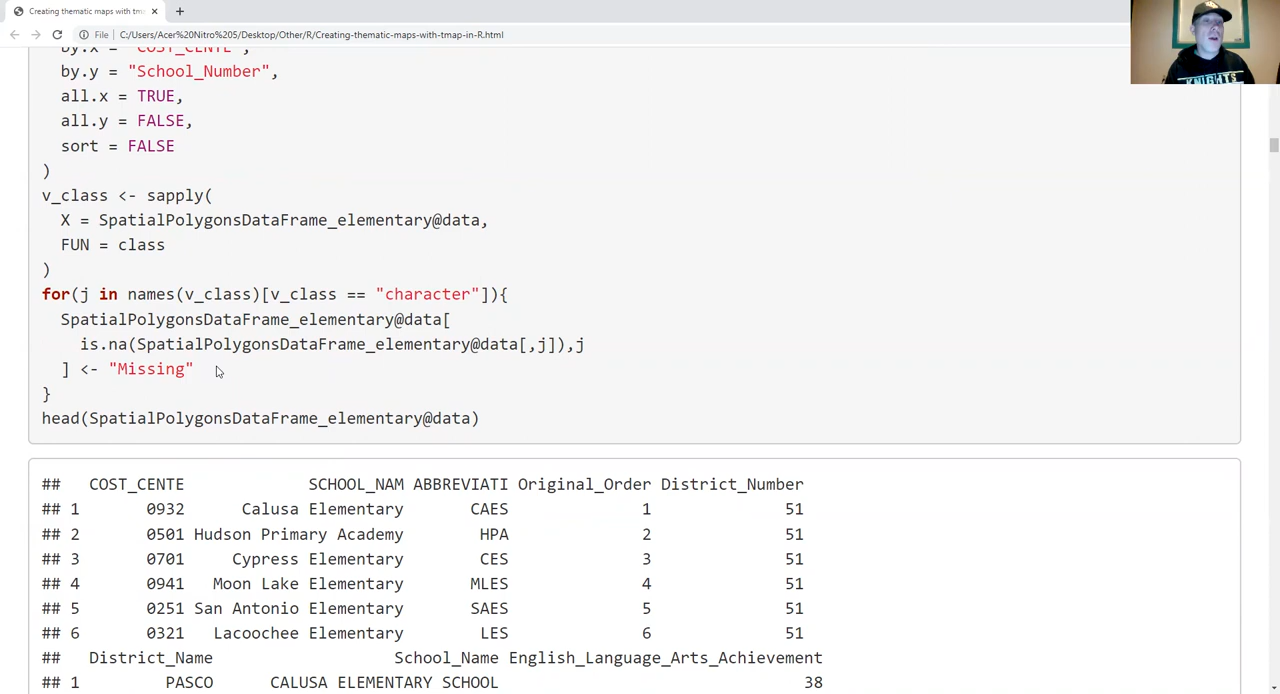 Creating thematic maps with tm
File
C:/Users/Acer%20Nitro%205/Desktop/Other/R/Creating-thematic-maps-with-tmap-in-R.html
by.x = "COST_CENTE",
by.y = "School_Number",
all.x = TRUE,
all.y = FALSE,
sort = FALSE
)
v_class <- sapply(
X = SpatialPolygonsDataFrame_elementary@data,
FUN = class
)
for(j in names(v_class)[v_class == "character"]){
SpatialPolygonsDataFrame_elementary@data[
is.na(SpatialPolygonsDataFrame_elementary@data[,j]),j
] <- "Missing"
}
head(SpatialPolygonsDataFrame_elementary@data)
## COST_CENTE SCHOOL_NAM ABBREVIATI Original_Order District_Number
## 1 0932 Calusa Elementary CAES 1 51
## 2 0501 Hudson Primary Academy HPA 2 51
## 3 0701 Cypress Elementary CES 3 51
## 4 0941 Moon Lake Elementary MLES 4 51
## 5 0251 San Antonio Elementary SAES 5 51
## 6 0321 Lacoochee Elementary LES 6 51
## District_Name School_Name English_Language_Arts_Achievement
## 1 PASCO CALUSA ELEMENTARY SCHOOL 38
KNIGHTS